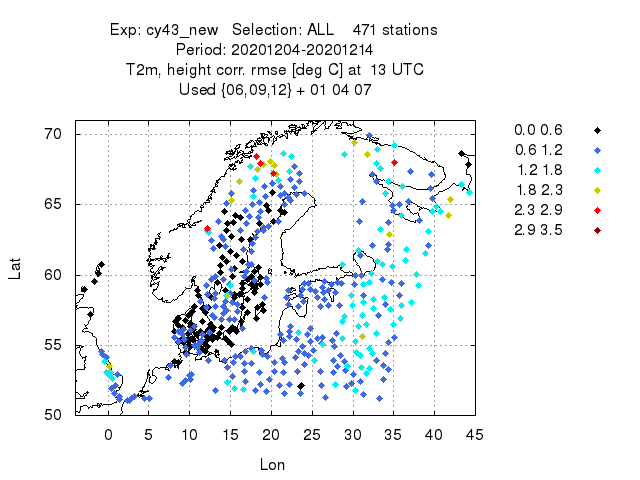 Exp: cy43_new   Selection: ALL    471 stations
Period: 20201204-20201214
T2m, height corr. rmse [deg C] at  13 UTC
Used {06,09,12} + 01 04 07
70
65
60
55
50
0 5 10 15 20 25 30 35 40 45
Lat
Lon
0.0 0.6
0.6 1.2
1.2 1.8
1.8 2.3
2.3 2.9
2.9 3.5